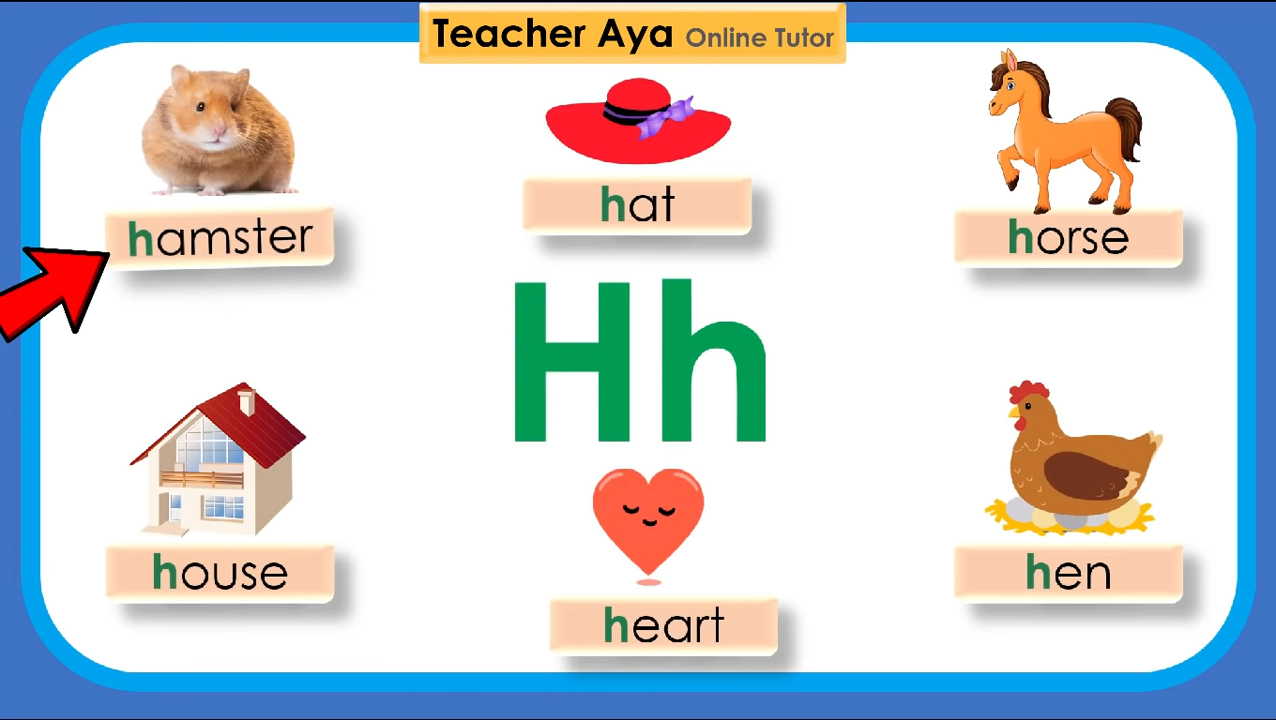 Teacher Aya Online Tutor
hamster
hat
horse
Hh
house
heart
hen